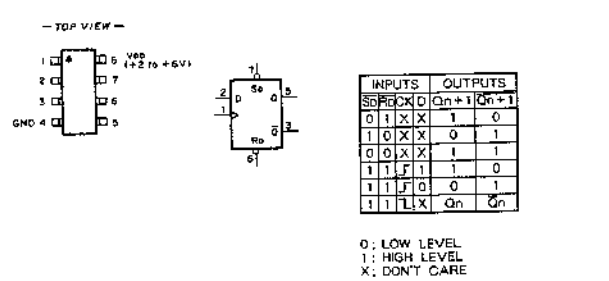 — TOP VIEW —
1
8 VDD
(+2 to +6V)
2
7
3
6
GND 4
5
7
SD
2 D
Q 5
1
Q̅ 3
RD
6
INPUTS OUTPUTS
S̅D̅ R̅D̅ CK D Qn+1 Q̅n+1
0 1 X X 1 0
1 0 X X 0 1
0 0 X X 1 1
1 1 1 1 0
1 1 0 0 1
1 1 X Qn Q̅n
0 ; LOW LEVEL
1 ; HIGH LEVEL
X ; DON'T CARE